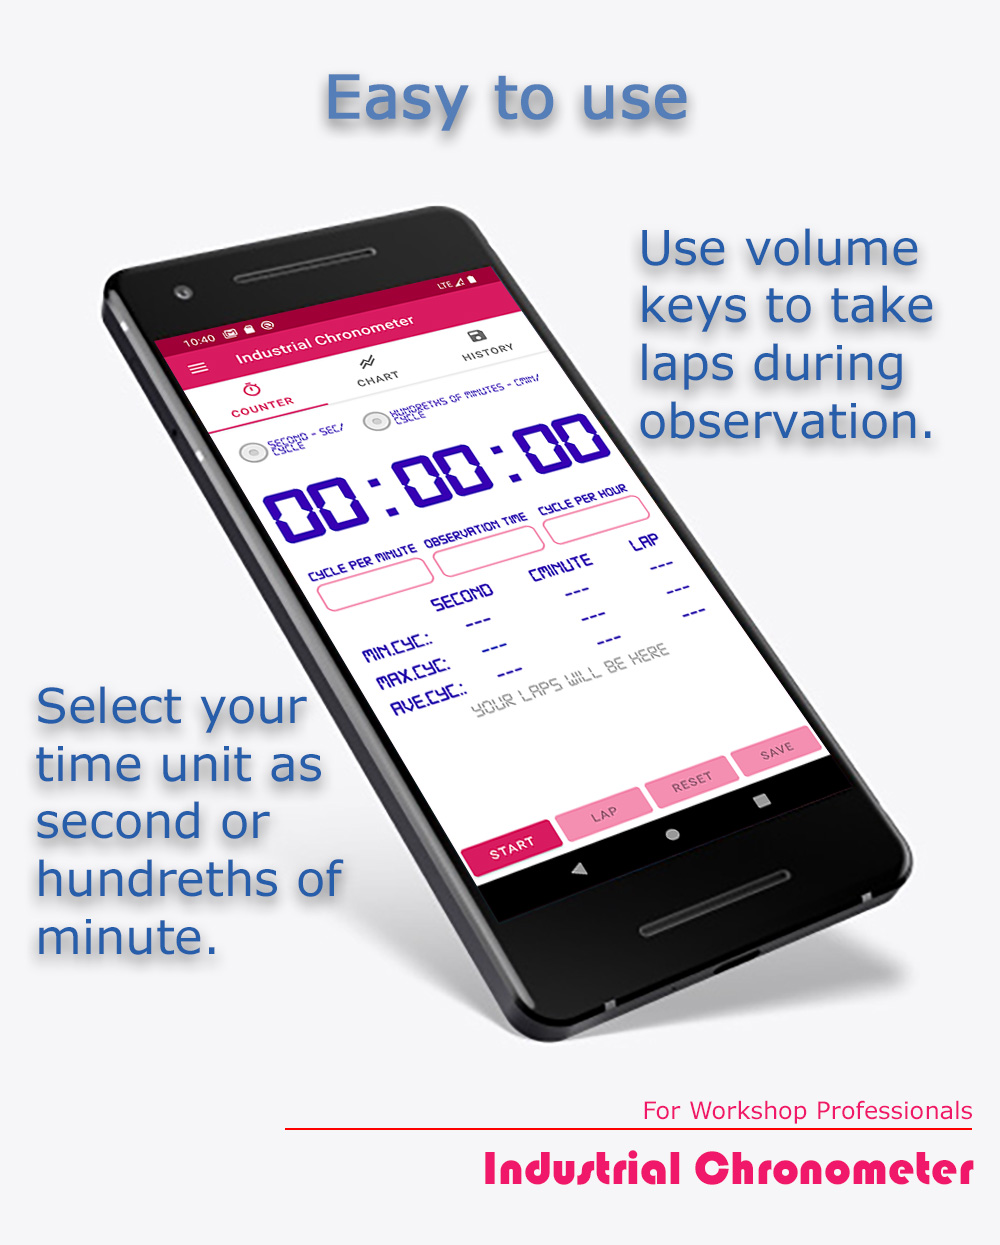 Easy to use
Use volume
keys to take
laps during
observation.
10:40
LTE
Industrial Chronometer
COUNTER
CHART
HISTORY
SECOND - SEC/
CYCLE
HUNDRETHS OF MINUTES - CMIN/
CYCLE
00:00:00
CYCLE PER MINUTE
OBSERVATION TIME
CYCLE PER HOUR
SECOND CMINUTE LAP
MIN.CYC.: --- --- ---
MAX.CYC: --- --- ---
AVE.CYC.: --- --- ---
YOUR LAPS WILL BE HERE
START
LAP
RESET
SAVE
Select your
time unit as
second or
hundreths of
minute.
For Workshop Professionals
Industrial Chronometer